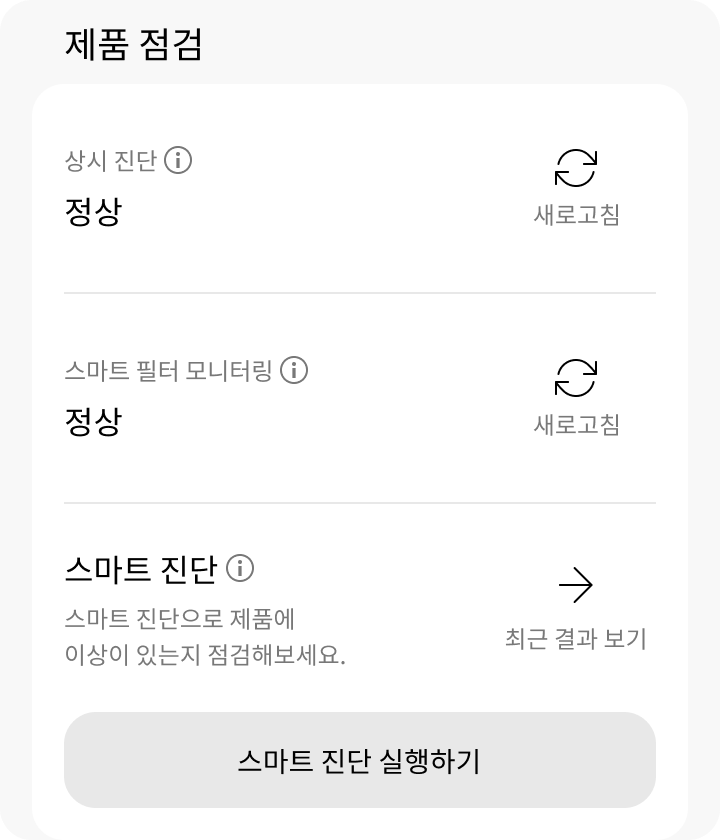 제품 점검
상시 진단
정상
새로고침
스마트 필터 모니터링
정상
새로고침
스마트 진단
스마트 진단으로 제품에
이상이 있는지 점검해보세요.
최근 결과 보기
스마트 진단 실행하기